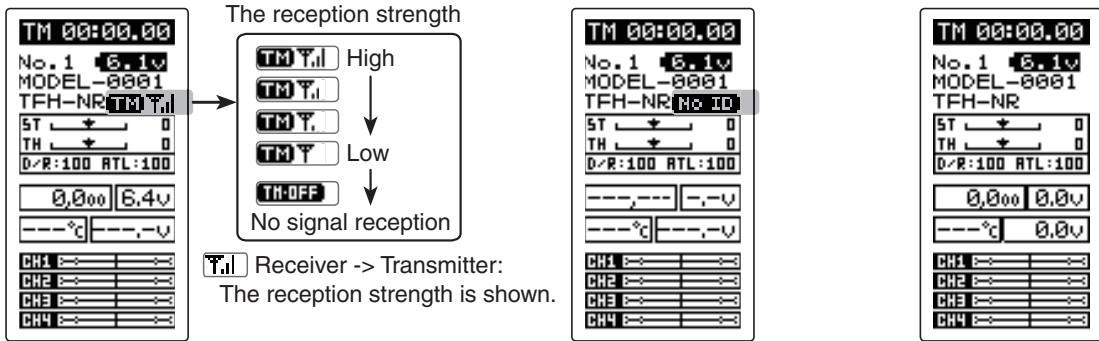 TM 00:00.00
No.1 6.1v
MODEL-0001
TFH-NR TM
ST 0
TH 0
D/R:100 ATL:100
0,000 6.4v
---°C ---.-v
CH1
CH2
CH3
CH4
The reception strength
TM High
TM
TM
TM Low
TM-OFF
No signal reception
Receiver -> Transmitter:
The reception strength is shown.
TM 00:00.00
No.1 6.1v
MODEL-0001
TFH-NR No ID
ST 0
TH 0
D/R:100 ATL:100
---,--- -.-v
---°C ---.-v
CH1
CH2
CH3
CH4
TM 00:00.00
No.1 6.1v
MODEL-0001
TFH-NR
ST 0
TH 0
D/R:100 ATL:100
0,000 0.0v
---°C 0.0v
CH1
CH2
CH3
CH4